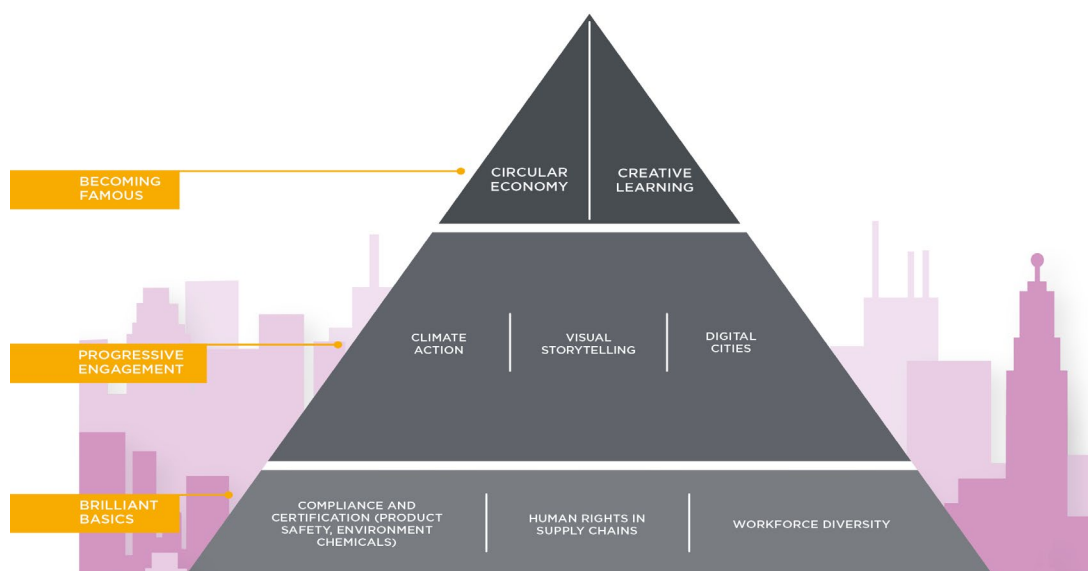 BECOMING
FAMOUS
CIRCULAR
ECONOMY
CREATIVE
LEARNING
PROGRESSIVE
ENGAGEMENT
CLIMATE
ACTION
VISUAL
STORYTELLING
DIGITAL
CITIES
BRILLIANT
BASICS
COMPLIANCE AND
CERTIFICATION (PRODUCT
SAFETY, ENVIRONMENT
CHEMICALS)
HUMAN RIGHTS IN
SUPPLY CHAINS
WORKFORCE DIVERSITY